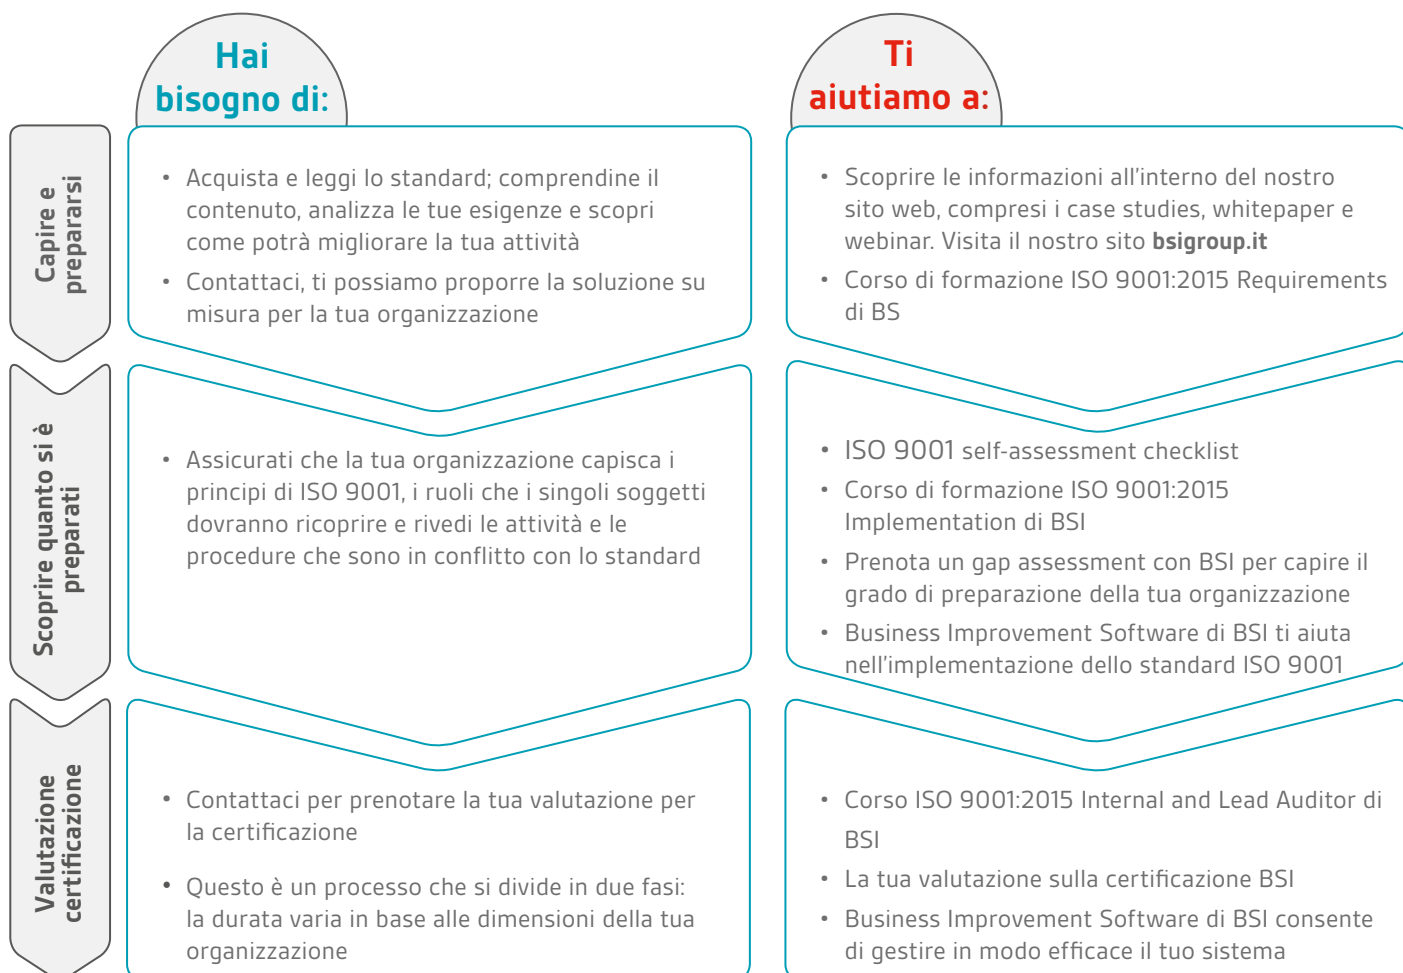 Hai
bisogno di:
Ti
aiutiamo a:
Capire e
prepararsi
• Acquista e leggi lo standard; comprendine il
contenuto, analizza le tue esigenze e scopri
come potrà migliorare la tua attività
• Contattaci, ti possiamo proporre la soluzione su
misura per la tua organizzazione
• Scoprire le informazioni all'interno del nostro
sito web, compresi i case studies, whitepaper e
webinar. Visita il nostro sito bsigroup.it
• Corso di formazione ISO 9001:2015 Requirements
di BS
Scoprire quanto si è
preparati
• Assicurati che la tua organizzazione capisca i
principi di ISO 9001, i ruoli che i singoli soggetti
dovranno ricoprire e rivedi le attività e le
procedure che sono in conflitto con lo standard
• ISO 9001 self-assessment checklist
• Corso di formazione ISO 9001:2015
Implementation di BSI
• Prenota un gap assessment con BSI per capire il
grado di preparazione della tua organizzazione
• Business Improvement Software di BSI ti aiuta
nell'implementazione dello standard ISO 9001
Valutazione
certificazione
• Contattaci per prenotare la tua valutazione per
la certificazione
• Questo è un processo che si divide in due fasi:
la durata varia in base alle dimensioni della tua
organizzazione
• Corso ISO 9001:2015 Internal and Lead Auditor di
BSI
• La tua valutazione sulla certificazione BSI
• Business Improvement Software di BSI consente
di gestire in modo efficace il tuo sistema